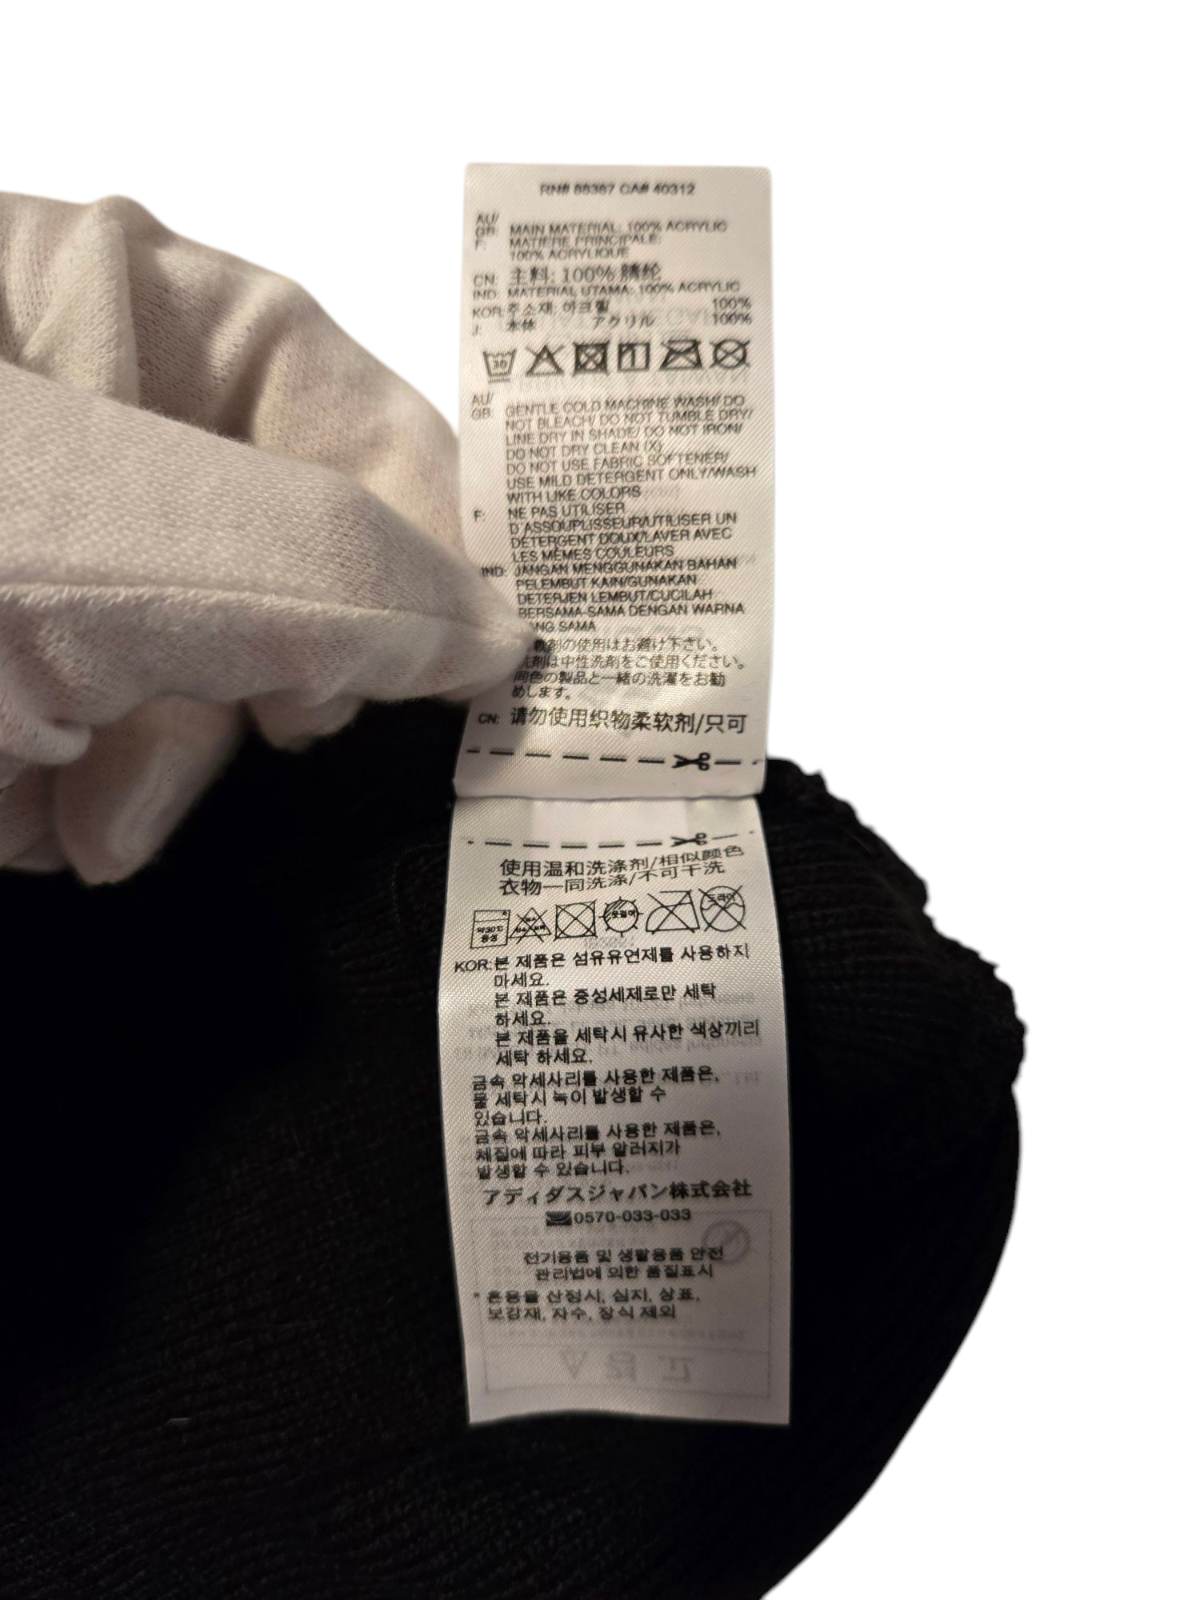 RN# 88387 CA# 40312
AU/
GB: MAIN MATERIAL: 100% ACRYLIC
F: MATIERE PRINCIPALE:
100% ACRYLIQUE
CN: 主料: 100% 腈纶
IND: MATERIAL UTAMA: 100% ACRYLIC
KOR: 주소재: 아크릴 100%
J: 本体 アクリル 100%
30
AU/
GB: GENTLE COLD MACHINE WASH/ DO
NOT BLEACH/ DO NOT TUMBLE DRY/
LINE DRY IN SHADE/ DO NOT IRON/
DO NOT DRY CLEAN (X)
DO NOT USE FABRIC SOFTENER/
USE MILD DETERGENT ONLY/WASH
WITH LIKE COLORS
F: NE PAS UTILISER
D'ASSOUPLISSEUR/UTILISER UN
DÉTERGENT DOUX/LAVER AVEC
LES MÊMES COULEURS
IND: JANGAN MENGGUNAKAN BAHAN
PELEMBUT KAIN/GUNAKAN
DETERJEN LEMBUT/CUCILAH
BERSAMA-SAMA DENGAN WARNA
ANG SAMA
軟剤の使用はお避け下さい。
洗剤は中性洗剤をご使用ください。
同色の製品と一緒の洗濯をお勧
めします。
CN: 请勿使用织物柔软剂/只可
使用温和洗涤剂/相似颜色
衣物一同洗涤/不可干洗
약30℃
중성
옷걸이
드라이
KOR: 본 제품은 섬유유연제를 사용하지
마세요.
본 제품은 중성세제로만 세탁
하세요.
본 제품을 세탁시 유사한 색상끼리
세탁 하세요.
금속 악세사리를 사용한 제품은,
물 세탁시 녹이 발생할 수
있습니다.
금속 악세사리를 사용한 제품은,
체질에 따라 피부 알러지가
발생할 수 있습니다.
アディダスジャパン株式会社
0570-033-033
전기용품 및 생활용품 안전
관리법에 의한 품질표시
* 혼용율 산정시, 심지, 상표,
보강재, 자수, 장식 제외